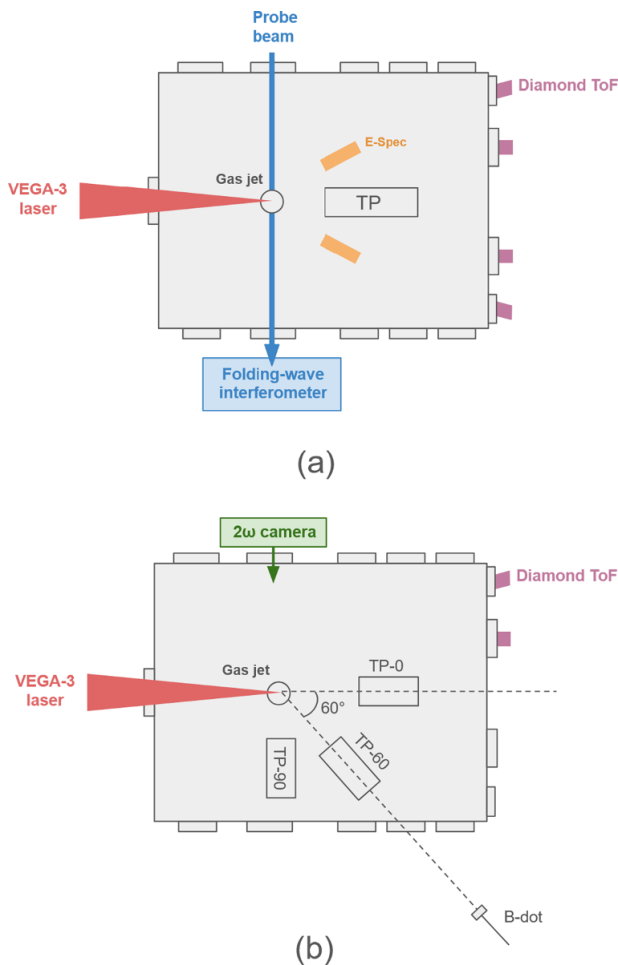 Probe
beam
Diamond ToF
E-Spec
Gas jet
VEGA-3
laser
TP
Folding-wave
interferometer
(a)
2ω camera
Diamond ToF
Gas jet
TP-0
VEGA-3
laser
60°
TP-60
TP-90
B-dot
(b)